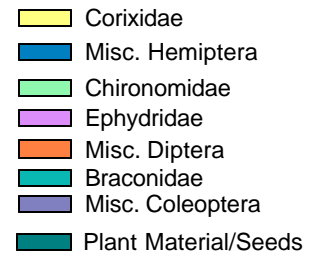 Corixidae
Misc. Hemiptera
Chironomidae
Ephydridae
Misc. Diptera
Braconidae
Misc. Coleoptera
Plant Material/Seeds